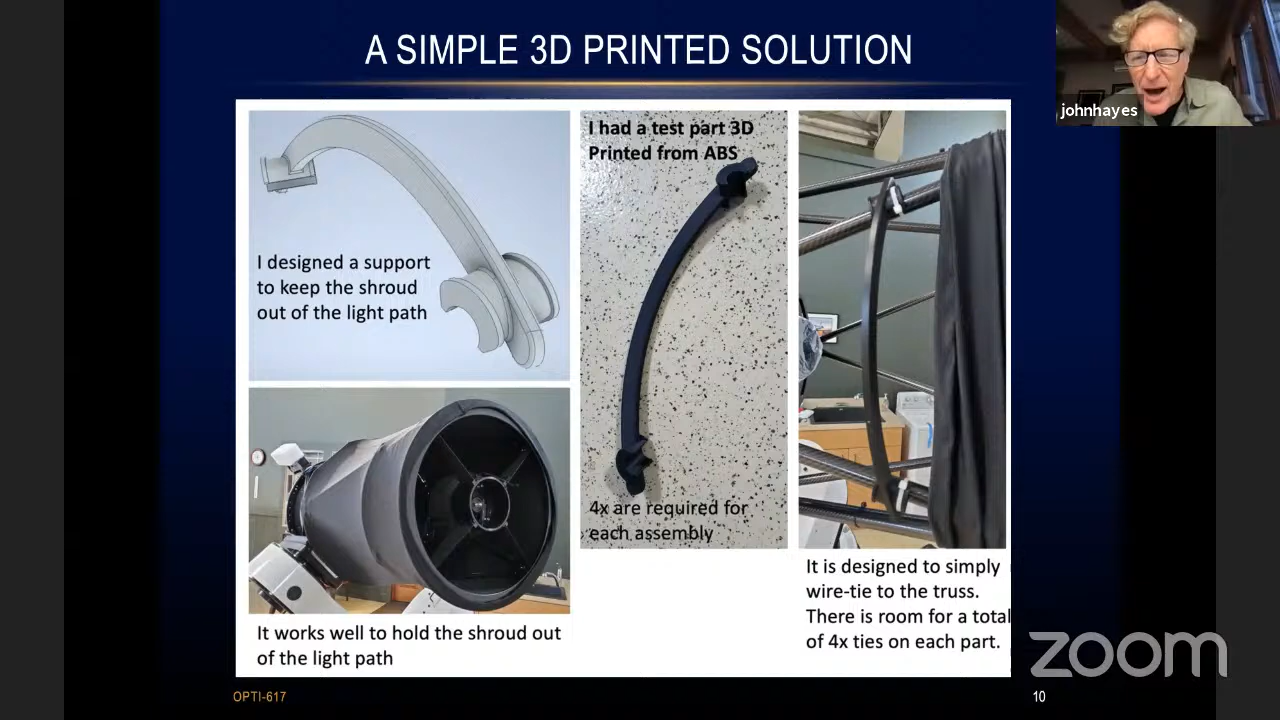 A SIMPLE 3D PRINTED SOLUTION
johnhayes
I designed a support
to keep the shroud
out of the light path
I had a test part 3D
Printed from ABS
4x are required for
each assembly
It works well to hold the shroud out
of the light path
It is designed to simply
wire-tie to the truss.
There is room for a total
of 4x ties on each part.
OPTI-617
10
zoom